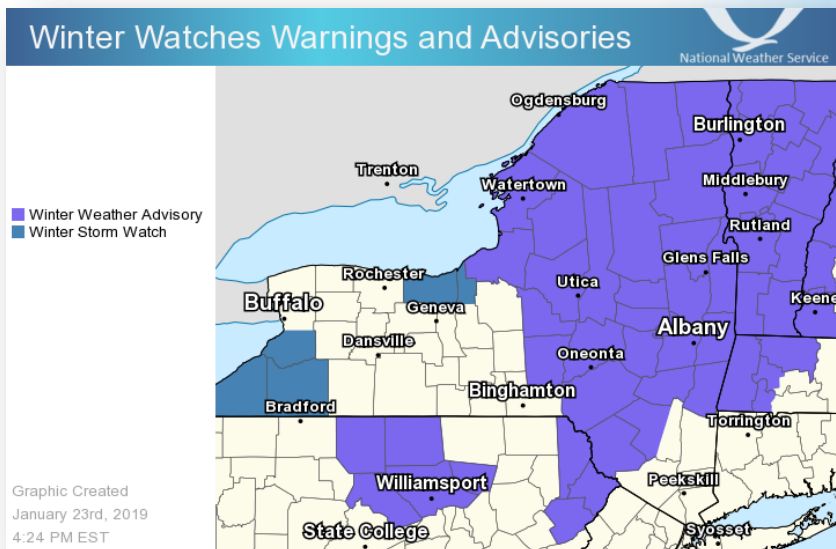 Winter Watches Warnings and Advisories
National Weather Service
Ogdensburg
Burlington
Trenton
Watertown
Middlebury
Winter Weather Advisory
Winter Storm Watch
Rutland
Glens Falls
Rochester
Utica
Buffalo
Geneva
Keene
Albany
Dansville
Oneonta
Binghamton
Bradford
Torrington
Williamsport
Peekskill
Graphic Created
January 23rd, 2019
4:24 PM EST
State College
Syosset